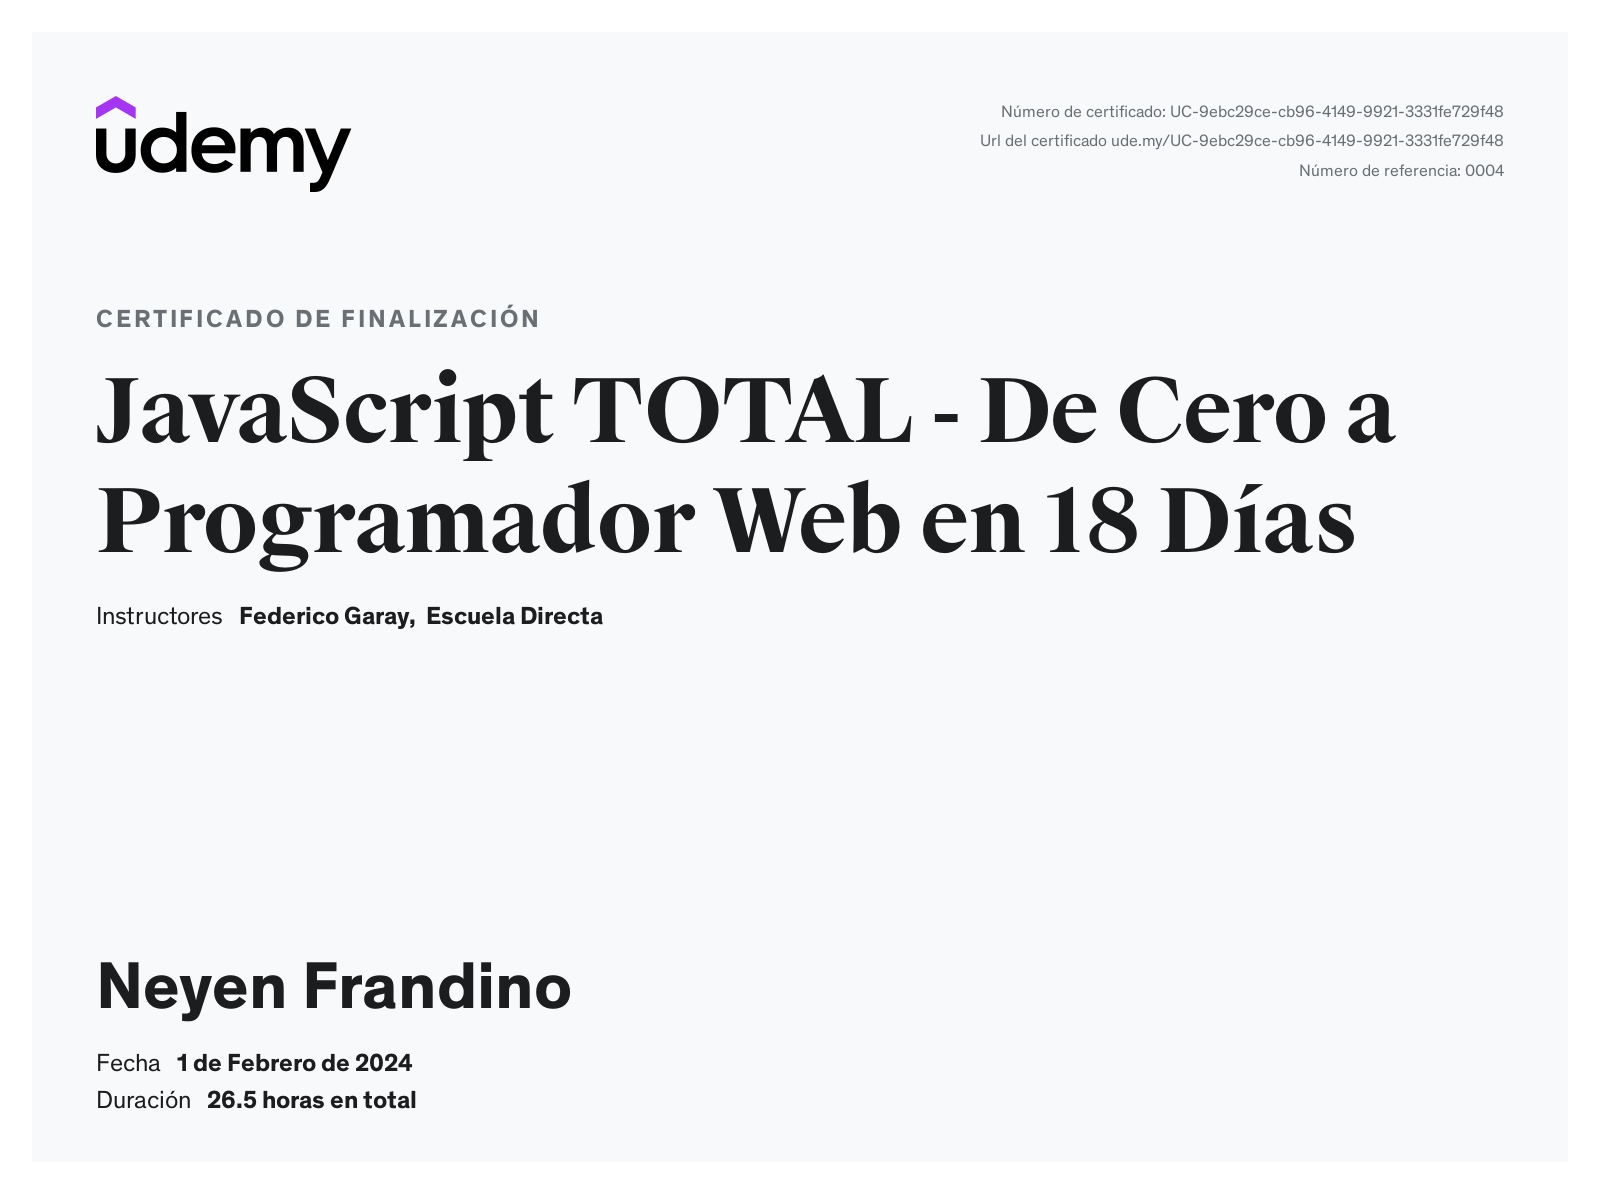 udemy
Número de certificado: UC-9ebc29ce-cb96-4149-9921-3331fe729f48
Url del certificado ude.my/UC-9ebc29ce-cb96-4149-9921-3331fe729f48
Número de referencia: 0004
CERTIFICADO DE FINALIZACIÓN
JavaScript TOTAL - De Cero a
Programador Web en 18 Días
Instructores Federico Garay, Escuela Directa
Neyen Frandino
Fecha 1 de Febrero de 2024
Duración 26.5 horas en total